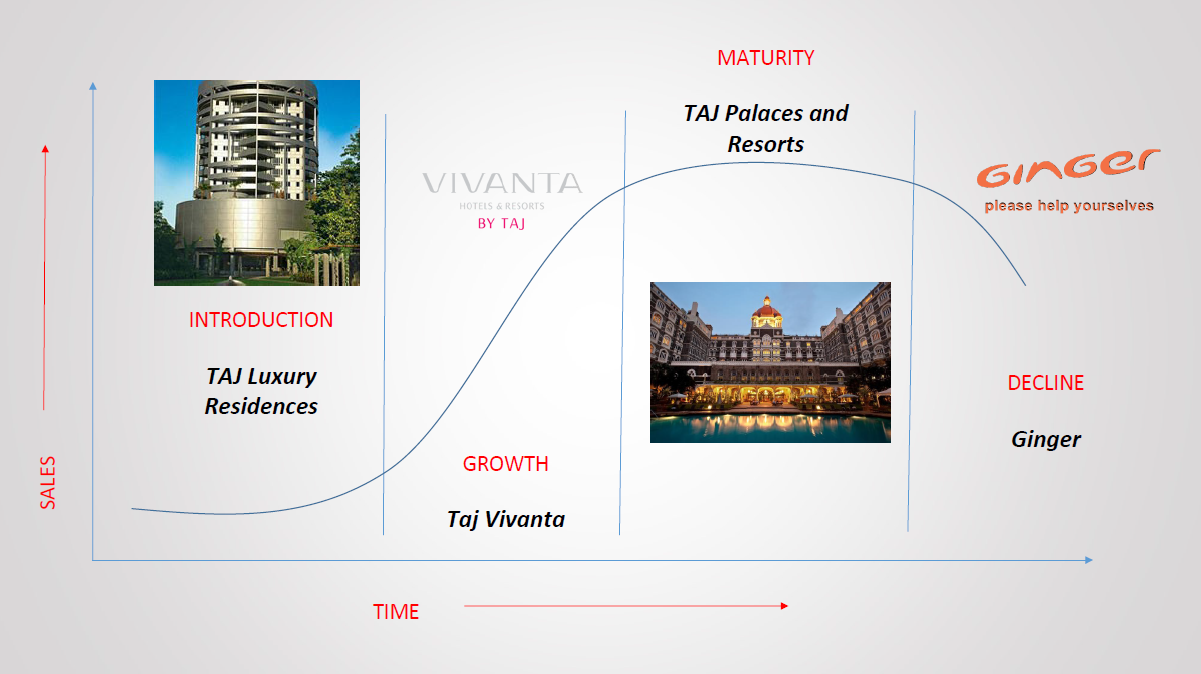 MATURITY
TAJ Palaces and
Resorts
VIVANTA
HOTELS & RESORTS
BY TAJ
GINGER
please help yourselves
INTRODUCTION
TAJ Luxury
Residences
DECLINE
Ginger
GROWTH
Taj Vivanta
SALES
TIME